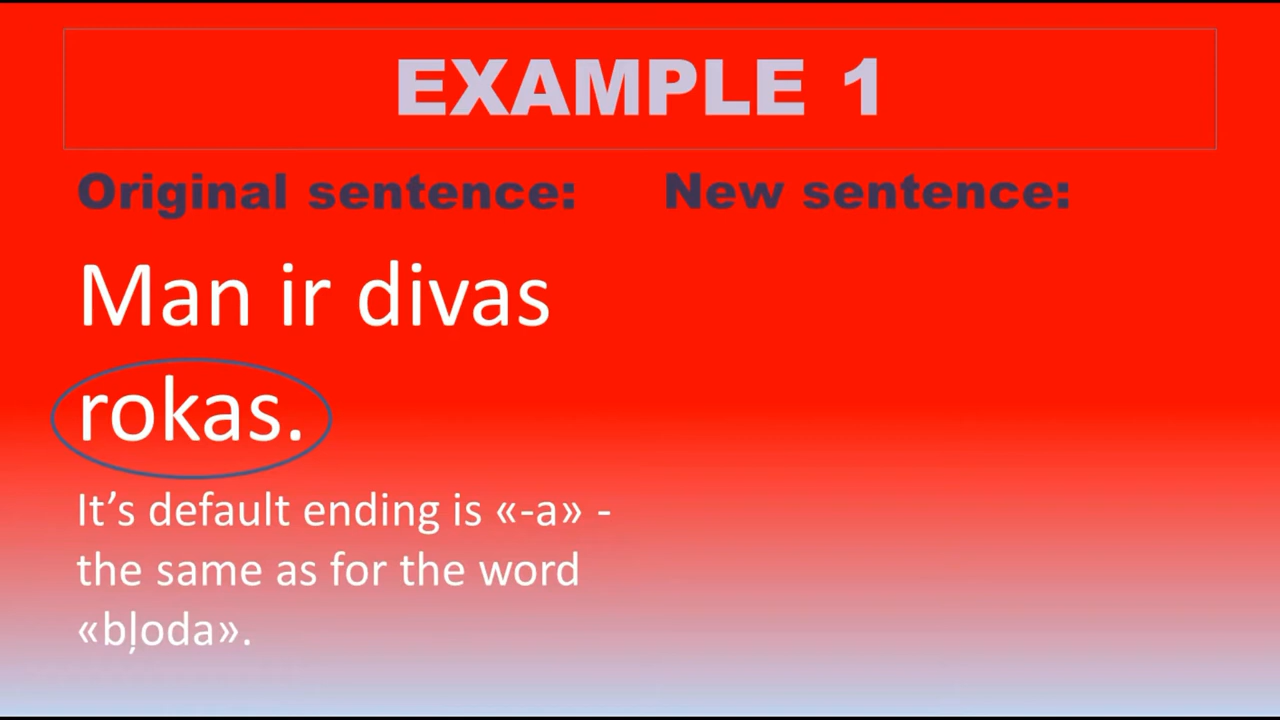 EXAMPLE 1
Original sentence:
New sentence:
Man ir divas
rokas.
It’s default ending is «-a» -
the same as for the word
«bļoda».